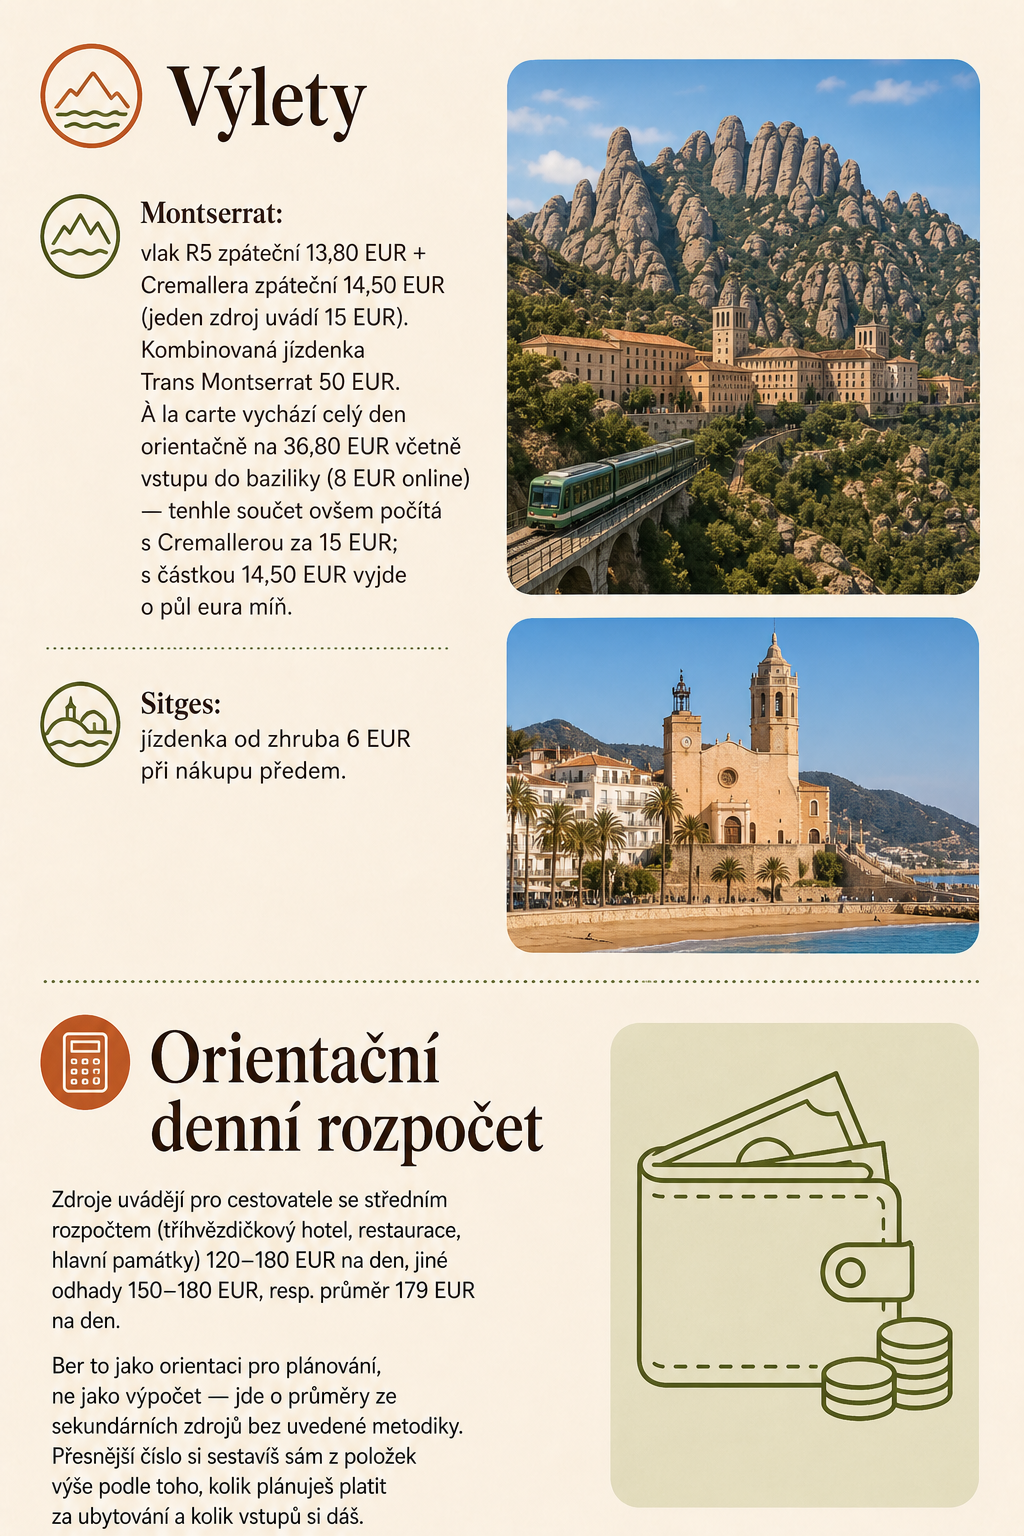 Výlety
Montserrat:
vlak R5 zpáteční 13,80 EUR +
Cremallera zpáteční 14,50 EUR
(jeden zdroj uvádí 15 EUR).
Kombinovaná jízdenka
Trans Montserrat 50 EUR.
À la carte vychází celý den
orientačně na 36,80 EUR včetně
vstupu do baziliky (8 EUR online)
— tenhle součet ovšem počítá
s Cremallerou za 15 EUR;
s částkou 14,50 EUR vyjde
o půl eura míň.
Sitges:
jízdenka od zhruba 6 EUR
při nákupu předem.
Orientační
denní rozpočet
Zdroje uvádějí pro cestovatele se středním
rozpočtem (tříhvězdičkový hotel, restaurace,
hlavní památky) 120–180 EUR na den, jiné
odhady 150–180 EUR, resp. průměr 179 EUR
na den.
Ber to jako orientaci pro plánování,
ne jako výpočet — jde o průměry ze
sekundárních zdrojů bez uvedené metodiky.
Přesnější číslo si sestavíš sám z položek
výše podle toho, kolik plánuješ platit
za ubytování a kolik vstupů si dáš.